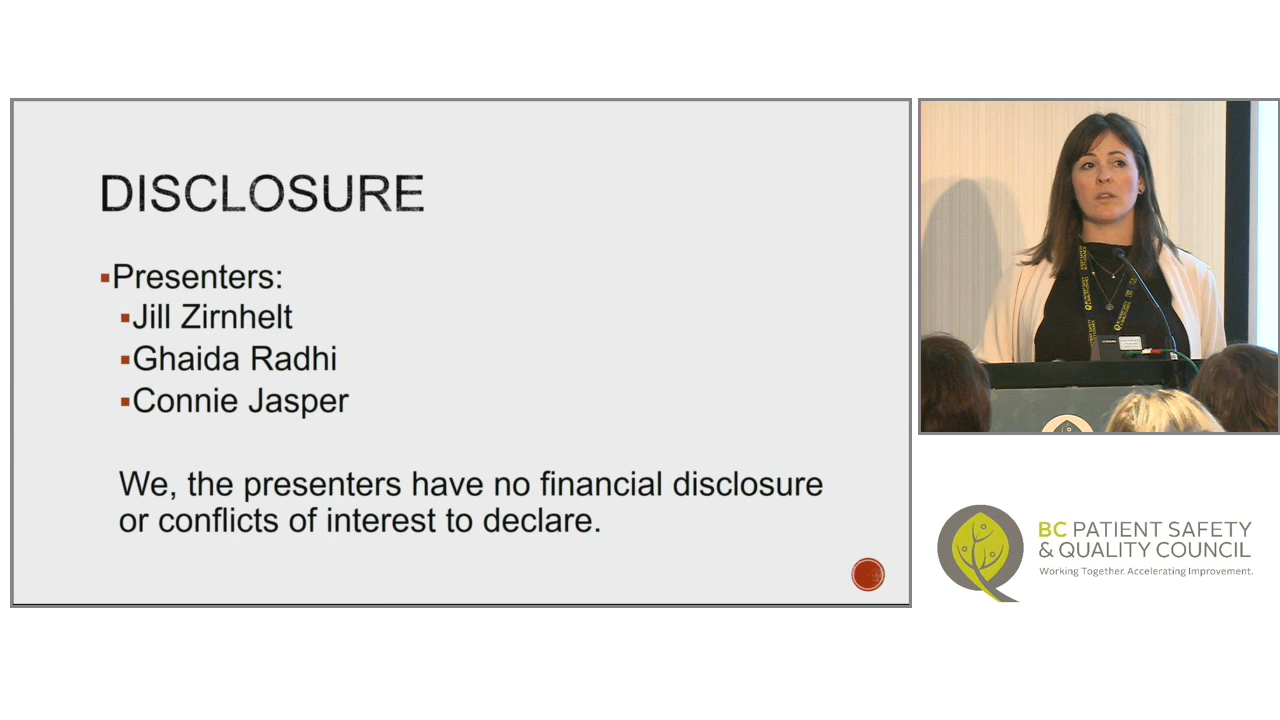 DISCLOSURE
▪Presenters:
▪Jill Zirnhelt
▪Ghaida Radhi
▪Connie Jasper
We, the presenters have no financial disclosure
or conflicts of interest to declare.
BC PATIENT SAFETY
& QUALITY COUNCIL
Working Together. Accelerating Improvement.